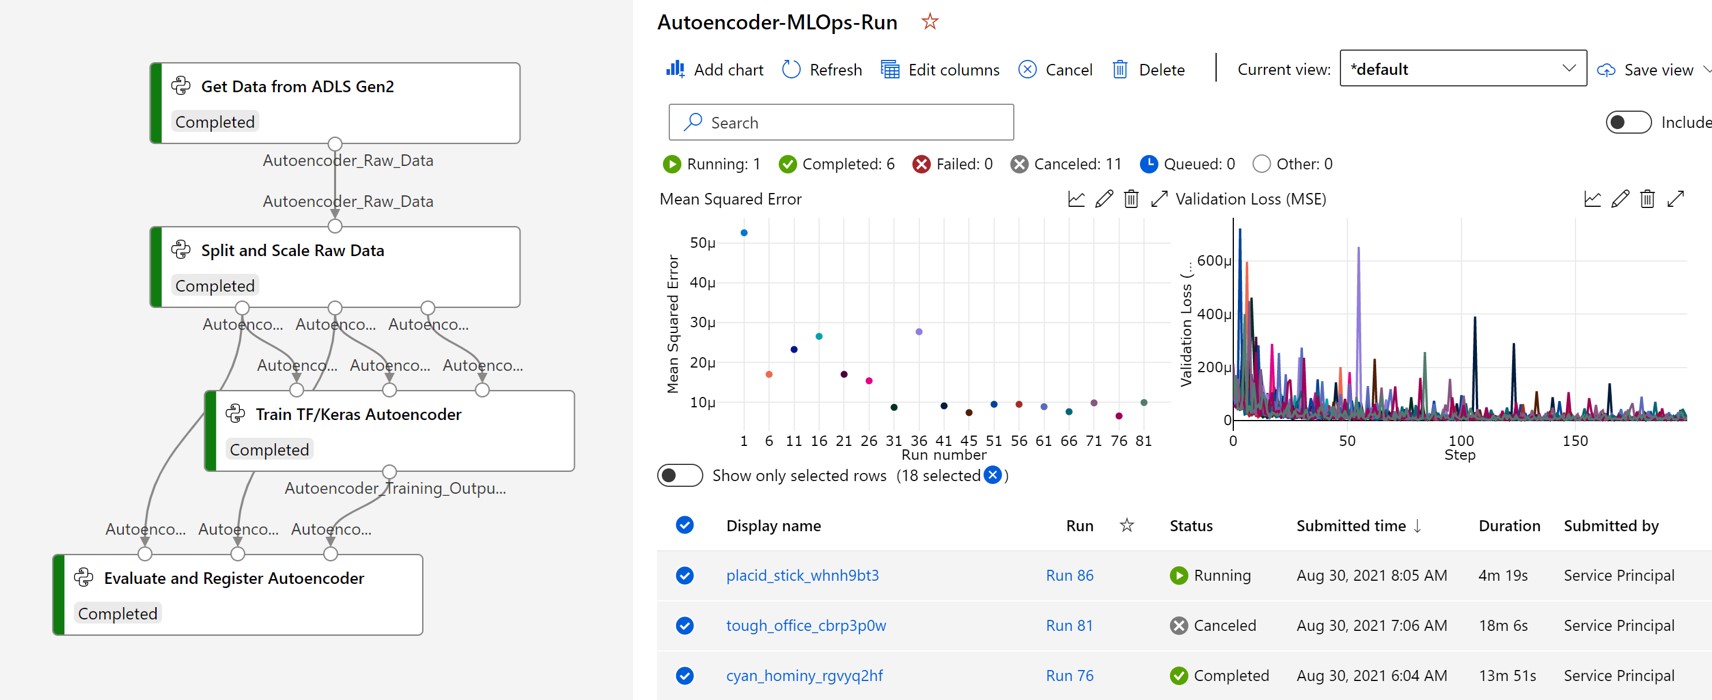 Get Data from ADLS Gen2
Completed
Autoencoder_Raw_Data
Autoencoder_Raw_Data
Split and Scale Raw Data
Completed
Autoenco... Autoenco... Autoenco...
Autoenco... Autoenco... Autoenco...
Train TF/Keras Autoencoder
Completed
Autoencoder_Training_Outpu...
Autoenco... Autoenco... Autoenco...
Evaluate and Register Autoencoder
Completed
Autoencoder-MLOps-Run
Add chart Refresh Edit columns Cancel Delete Current view: *default Save view
Search
Include
Running: 1 Completed: 6 Failed: 0 Canceled: 11 Queued: 0 Other: 0
Mean Squared Error
Mean Squared Error
50μ
40μ
30μ
20μ
10μ
1 6 11 16 21 26 31 36 41 45 51 56 61 66 71 76 81
Run number
Validation Loss (MSE)
Validation Loss (...
600μ
400μ
200μ
0
0 50 100 150
Step
Show only selected rows (18 selected )
Display name Run Status Submitted time ↓ Duration Submitted by
placid_stick_whnh9bt3 Run 86 Running Aug 30, 2021 8:05 AM 4m 19s Service Principal
tough_office_cbrp3p0w Run 81 Canceled Aug 30, 2021 7:06 AM 18m 6s Service Principal
cyan_hominy_rgvyq2hf Run 76 Completed Aug 30, 2021 6:04 AM 13m 51s Service Principal